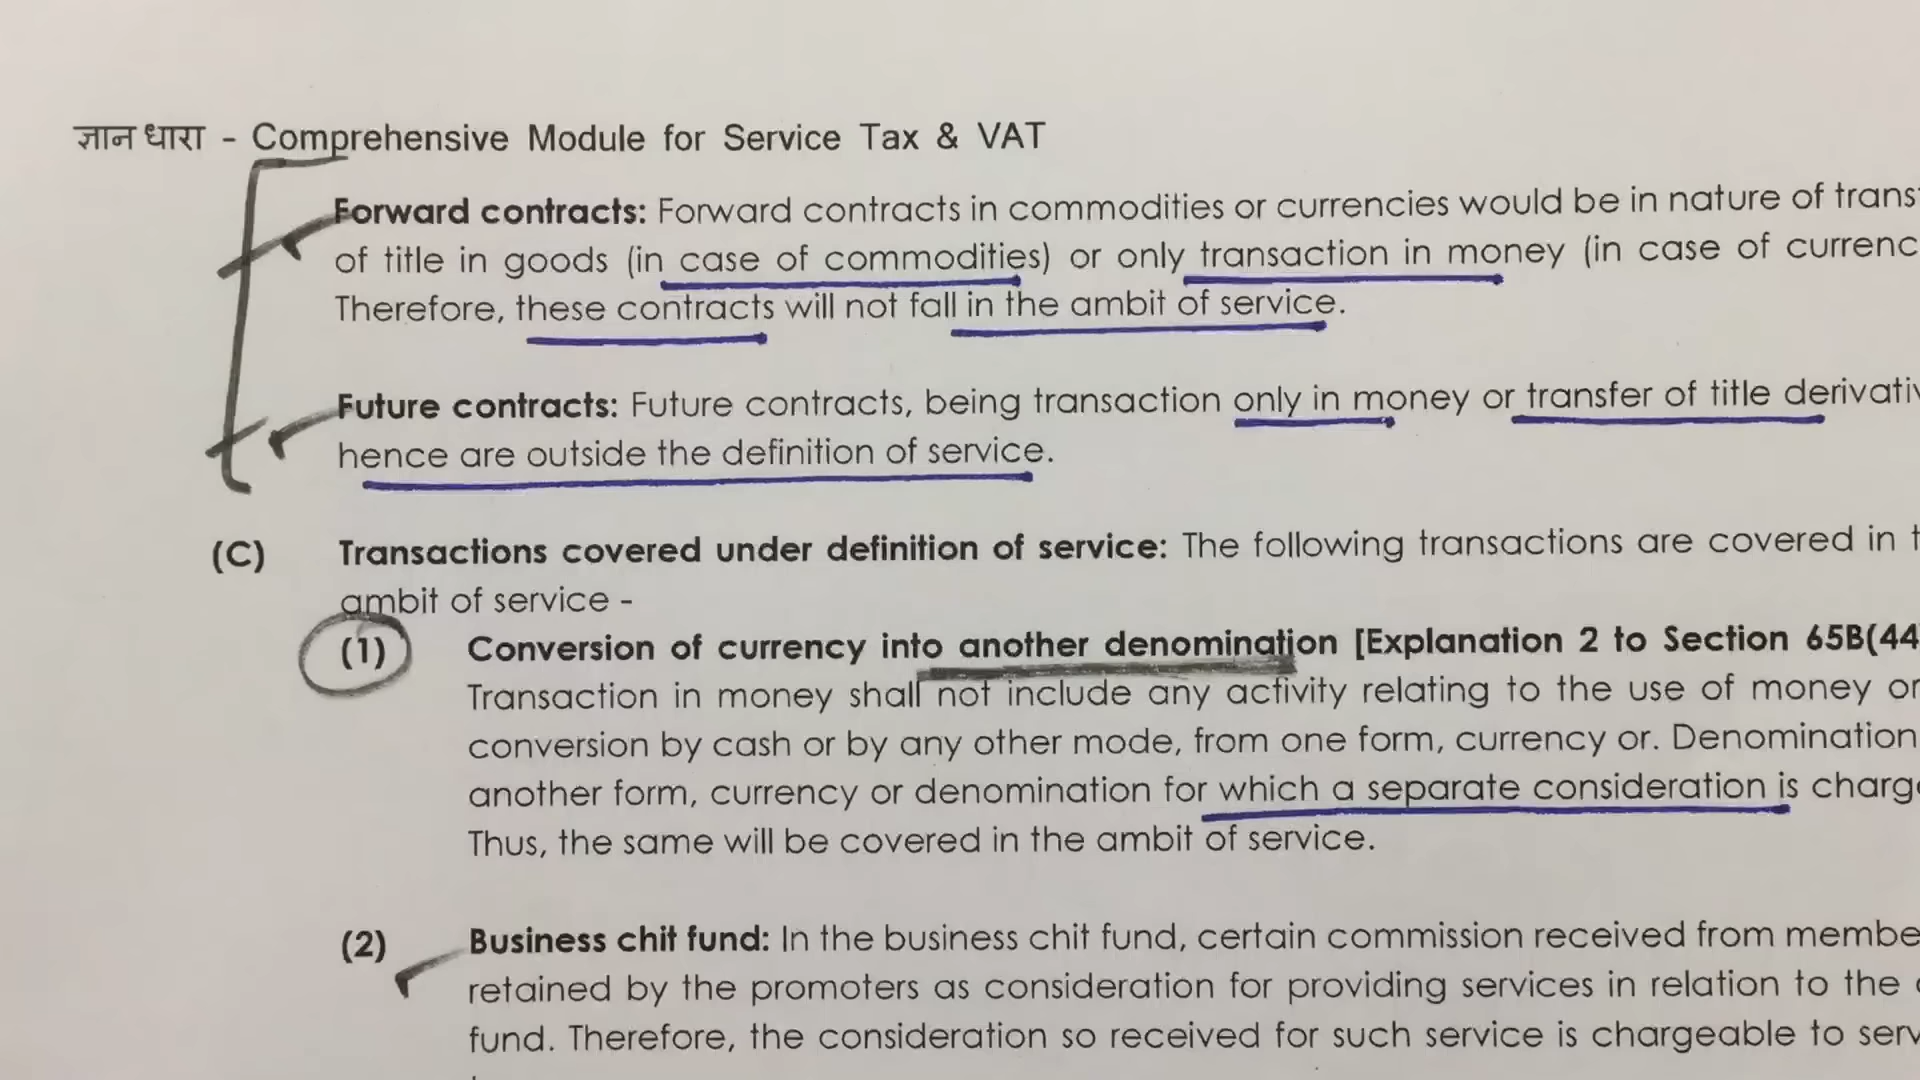 ज्ञान धारा - Comprehensive Module for Service Tax & VAT
Forward contracts: Forward contracts in commodities or currencies would be in nature of trans
of title in goods (in case of commodities) or only transaction in money (in case of currenc
Therefore, these contracts will not fall in the ambit of service.
Future contracts: Future contracts, being transaction only in money or transfer of title derivativ
hence are outside the definition of service.
(C) Transactions covered under definition of service: The following transactions are covered in t
ambit of service -
(1) Conversion of currency into another denomination [Explanation 2 to Section 65B(44
Transaction in money shall not include any activity relating to the use of money or
conversion by cash or by any other mode, from one form, currency or. Denomination
another form, currency or denomination for which a separate consideration is charg
Thus, the same will be covered in the ambit of service.
(2) Business chit fund: In the business chit fund, certain commission received from membe
retained by the promoters as consideration for providing services in relation to the
fund. Therefore, the consideration so received for such service is chargeable to serv